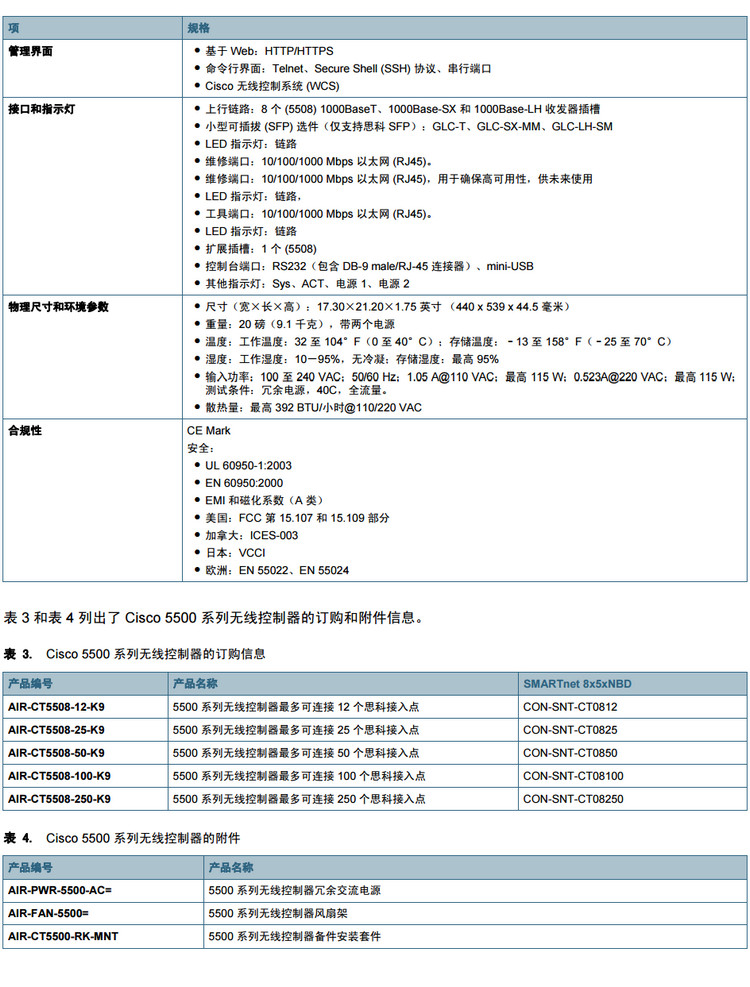 项 规格
管理界面
● 基于 Web：HTTP/HTTPS
● 命令行界面：Telnet、Secure Shell (SSH) 协议、串行端口
● Cisco 无线控制系统 (WCS)
接口和指示灯
● 上行链路：8 个 (5508) 1000BaseT、1000Base-SX 和 1000Base-LH 收发器插槽
● 小型可插拔 (SFP) 选件（仅支持思科 SFP）：GLC-T、GLC-SX-MM、GLC-LH-SM
● LED 指示灯：链路
● 维修端口：10/100/1000 Mbps 以太网 (RJ45)。
● 维修端口：10/100/1000 Mbps 以太网 (RJ45)，用于确保高可用性，供未来使用
● LED 指示灯：链路，
● 工具端口：10/100/1000 Mbps 以太网 (RJ45)。
● LED 指示灯：链路
● 扩展插槽：1 个 (5508)
● 控制台端口：RS232（包含 DB-9 male/RJ-45 连接器）、mini-USB
● 其他指示灯：Sys、ACT、电源 1、电源 2
物理尺寸和环境参数
● 尺寸（宽×长×高）：17.30×21.20×1.75 英寸 （440 x 539 x 44.5 毫米）
● 重量：20 磅（9.1 千克），带两个电源
● 温度：工作温度：32 至 104°F（0 至 40°C）；存储温度：﹣13 至 158°F（﹣25 至 70°C）
● 湿度：工作湿度：10－95%，无冷凝；存储湿度：最高 95%
● 输入功率：100 至 240 VAC；50/60 Hz；1.05 A@110 VAC；最高 115 W；0.523A@220 VAC；最高 115 W；
测试条件：冗余电源，40C，全流量。
● 散热量：最高 392 BTU/小时@110/220 VAC
合规性
CE Mark
安全：
● UL 60950-1:2003
● EN 60950:2000
● EMI 和磁化系数（A 类）
● 美国：FCC 第 15.107 和 15.109 部分
● 加拿大：ICES-003
● 日本：VCCI
● 欧洲：EN 55022、EN 55024
表 3 和表 4 列出了 Cisco 5500 系列无线控制器的订购和附件信息。
表 3. Cisco 5500 系列无线控制器的订购信息
产品编号 产品名称 SMARTnet 8x5xNBD
AIR-CT5508-12-K9 5500 系列无线控制器最多可连接 12 个思科接入点 CON-SNT-CT0812
AIR-CT5508-25-K9 5500 系列无线控制器最多可连接 25 个思科接入点 CON-SNT-CT0825
AIR-CT5508-50-K9 5500 系列无线控制器最多可连接 50 个思科接入点 CON-SNT-CT0850
AIR-CT5508-100-K9 5500 系列无线控制器最多可连接 100 个思科接入点 CON-SNT-CT08100
AIR-CT5508-250-K9 5500 系列无线控制器最多可连接 250 个思科接入点 CON-SNT-CT08250
表 4. Cisco 5500 系列无线控制器的附件
产品编号 产品名称
AIR-PWR-5500-AC= 5500 系列无线控制器冗余交流电源
AIR-FAN-5500= 5500 系列无线控制器风扇架
AIR-CT5500-RK-MNT 5500 系列无线控制器备件安装套件